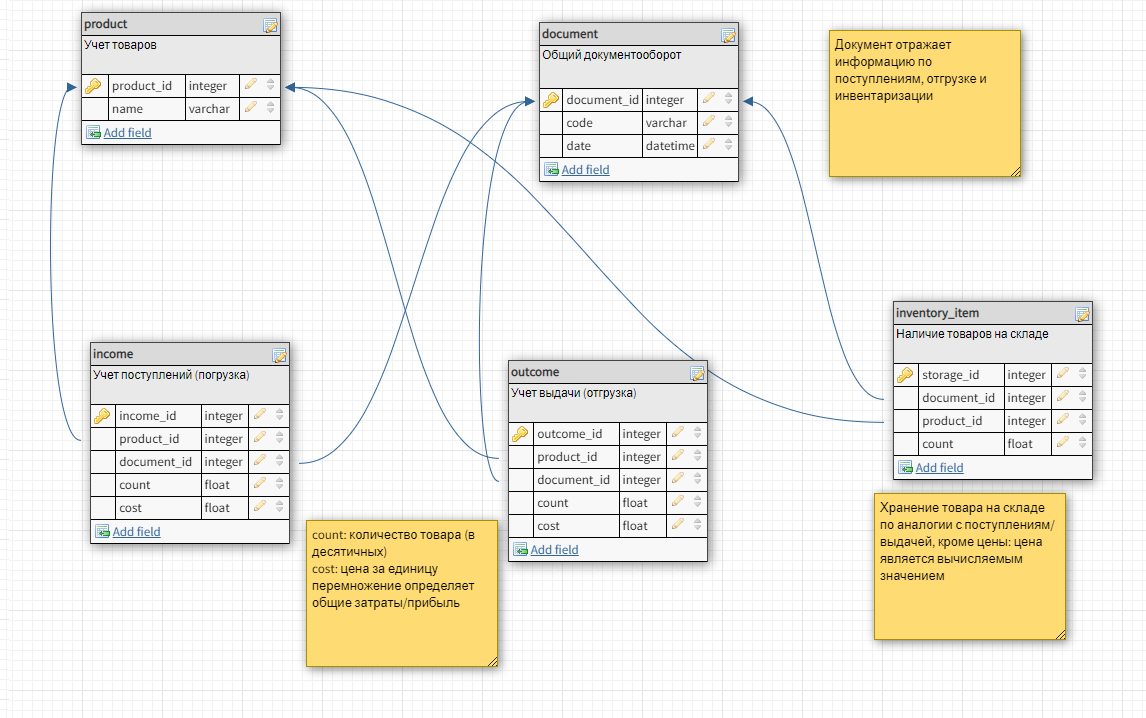 product
Учет товаров
product_id integer
name varchar
Add field
document
Общий документооборот
document_id integer
code varchar
date datetime
Add field
Документ отражает
информацию по
поступлениям, отгрузке и
инвентаризации
income
Учет поступлений (погрузка)
income_id integer
product_id integer
document_id integer
count float
cost float
Add field
outcome
Учет выдачи (отгрузка)
outcome_id integer
product_id integer
document_id integer
count float
cost float
Add field
inventory_item
Наличие товаров на складе
storage_id integer
document_id integer
product_id integer
count float
Add field
count: количество товара (в
десятичных)
cost: цена за единицу
перемножение определяет
общие затраты/прибыль
Хранение товара на складе
по аналогии с поступлениям/
выдачей, кроме цены: цена
является вычисляемым
значением